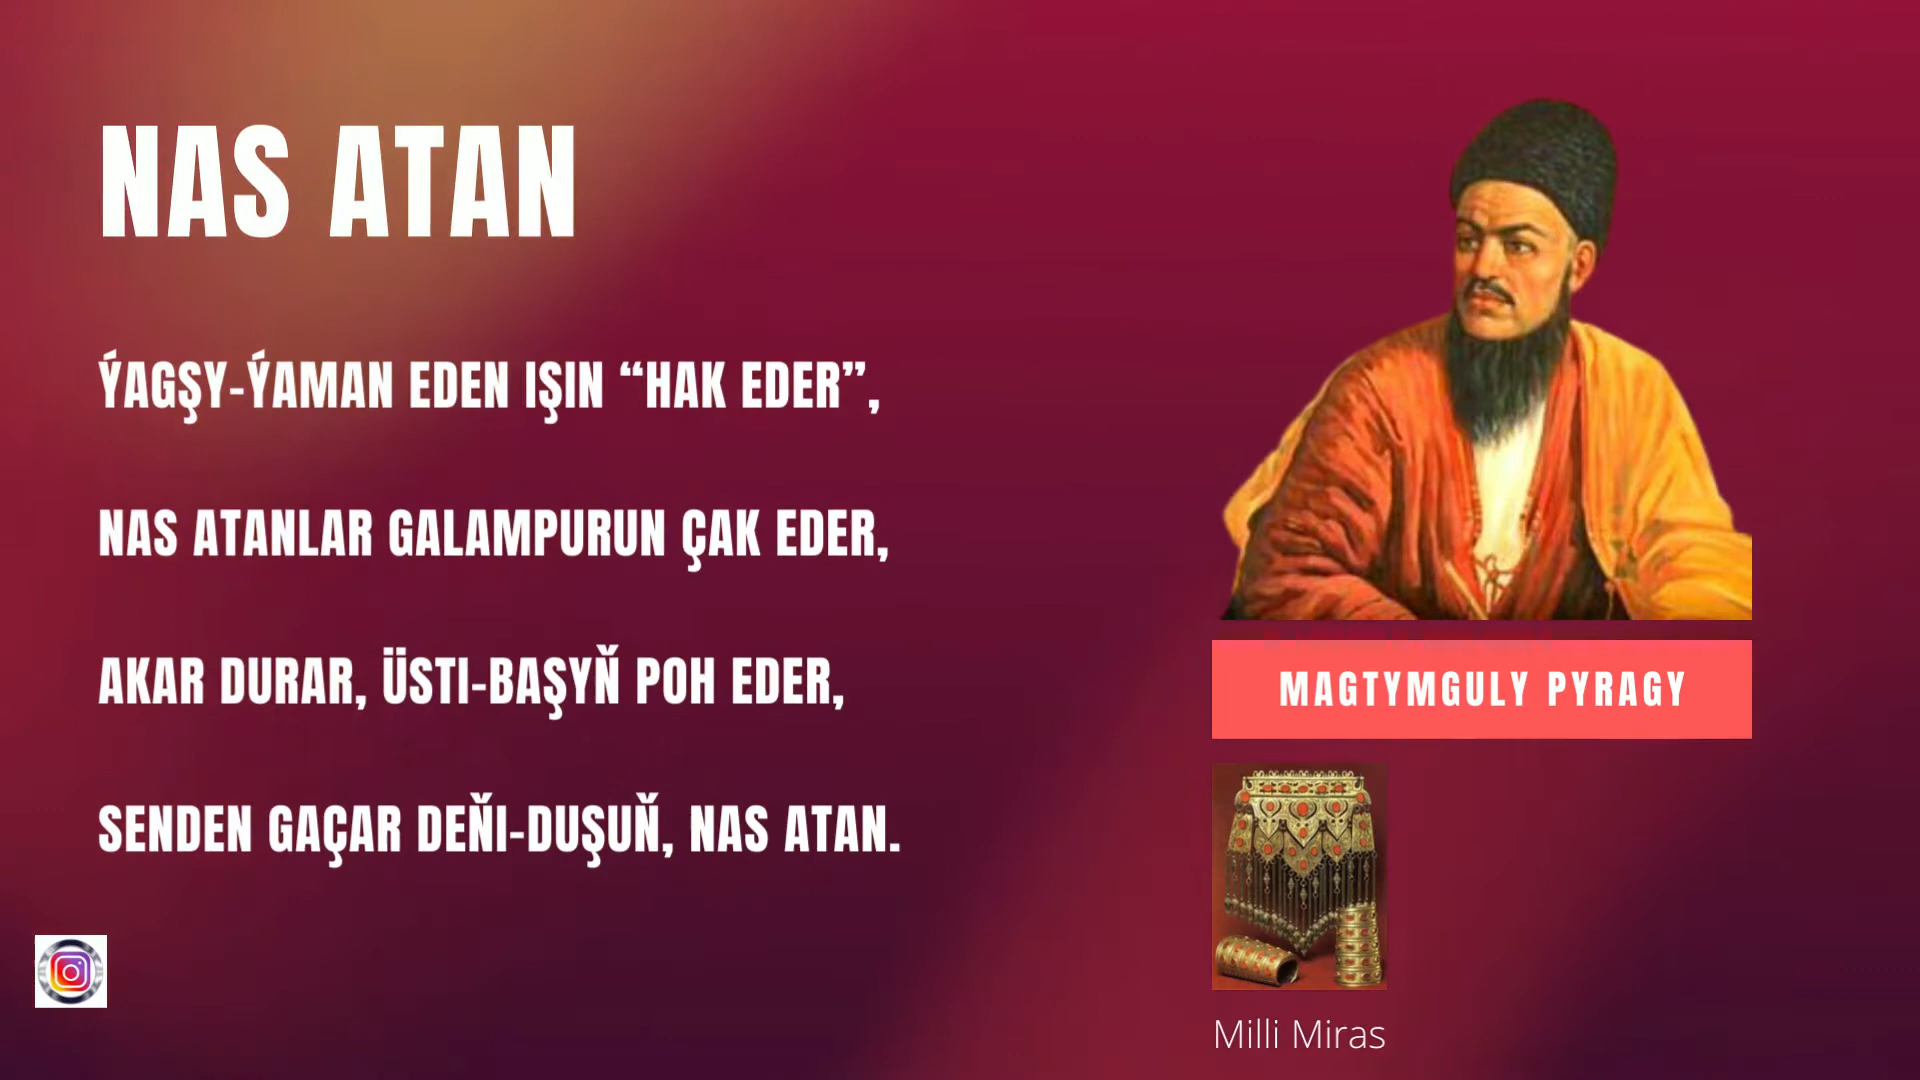 NAS ATAN
ÝAGŞY-ÝAMAN EDEN IŞIN “HAK EDER”,
NAS ATANLAR GALAMPURUN ÇAK EDER,
AKAR DURAR, ÜSTI-BAŞYŇ POH EDER,
SENDEN GAÇAR DEŇI-DUŞUŇ, NAS ATAN.
MAGTYMGULY PYRAGY
Milli Miras